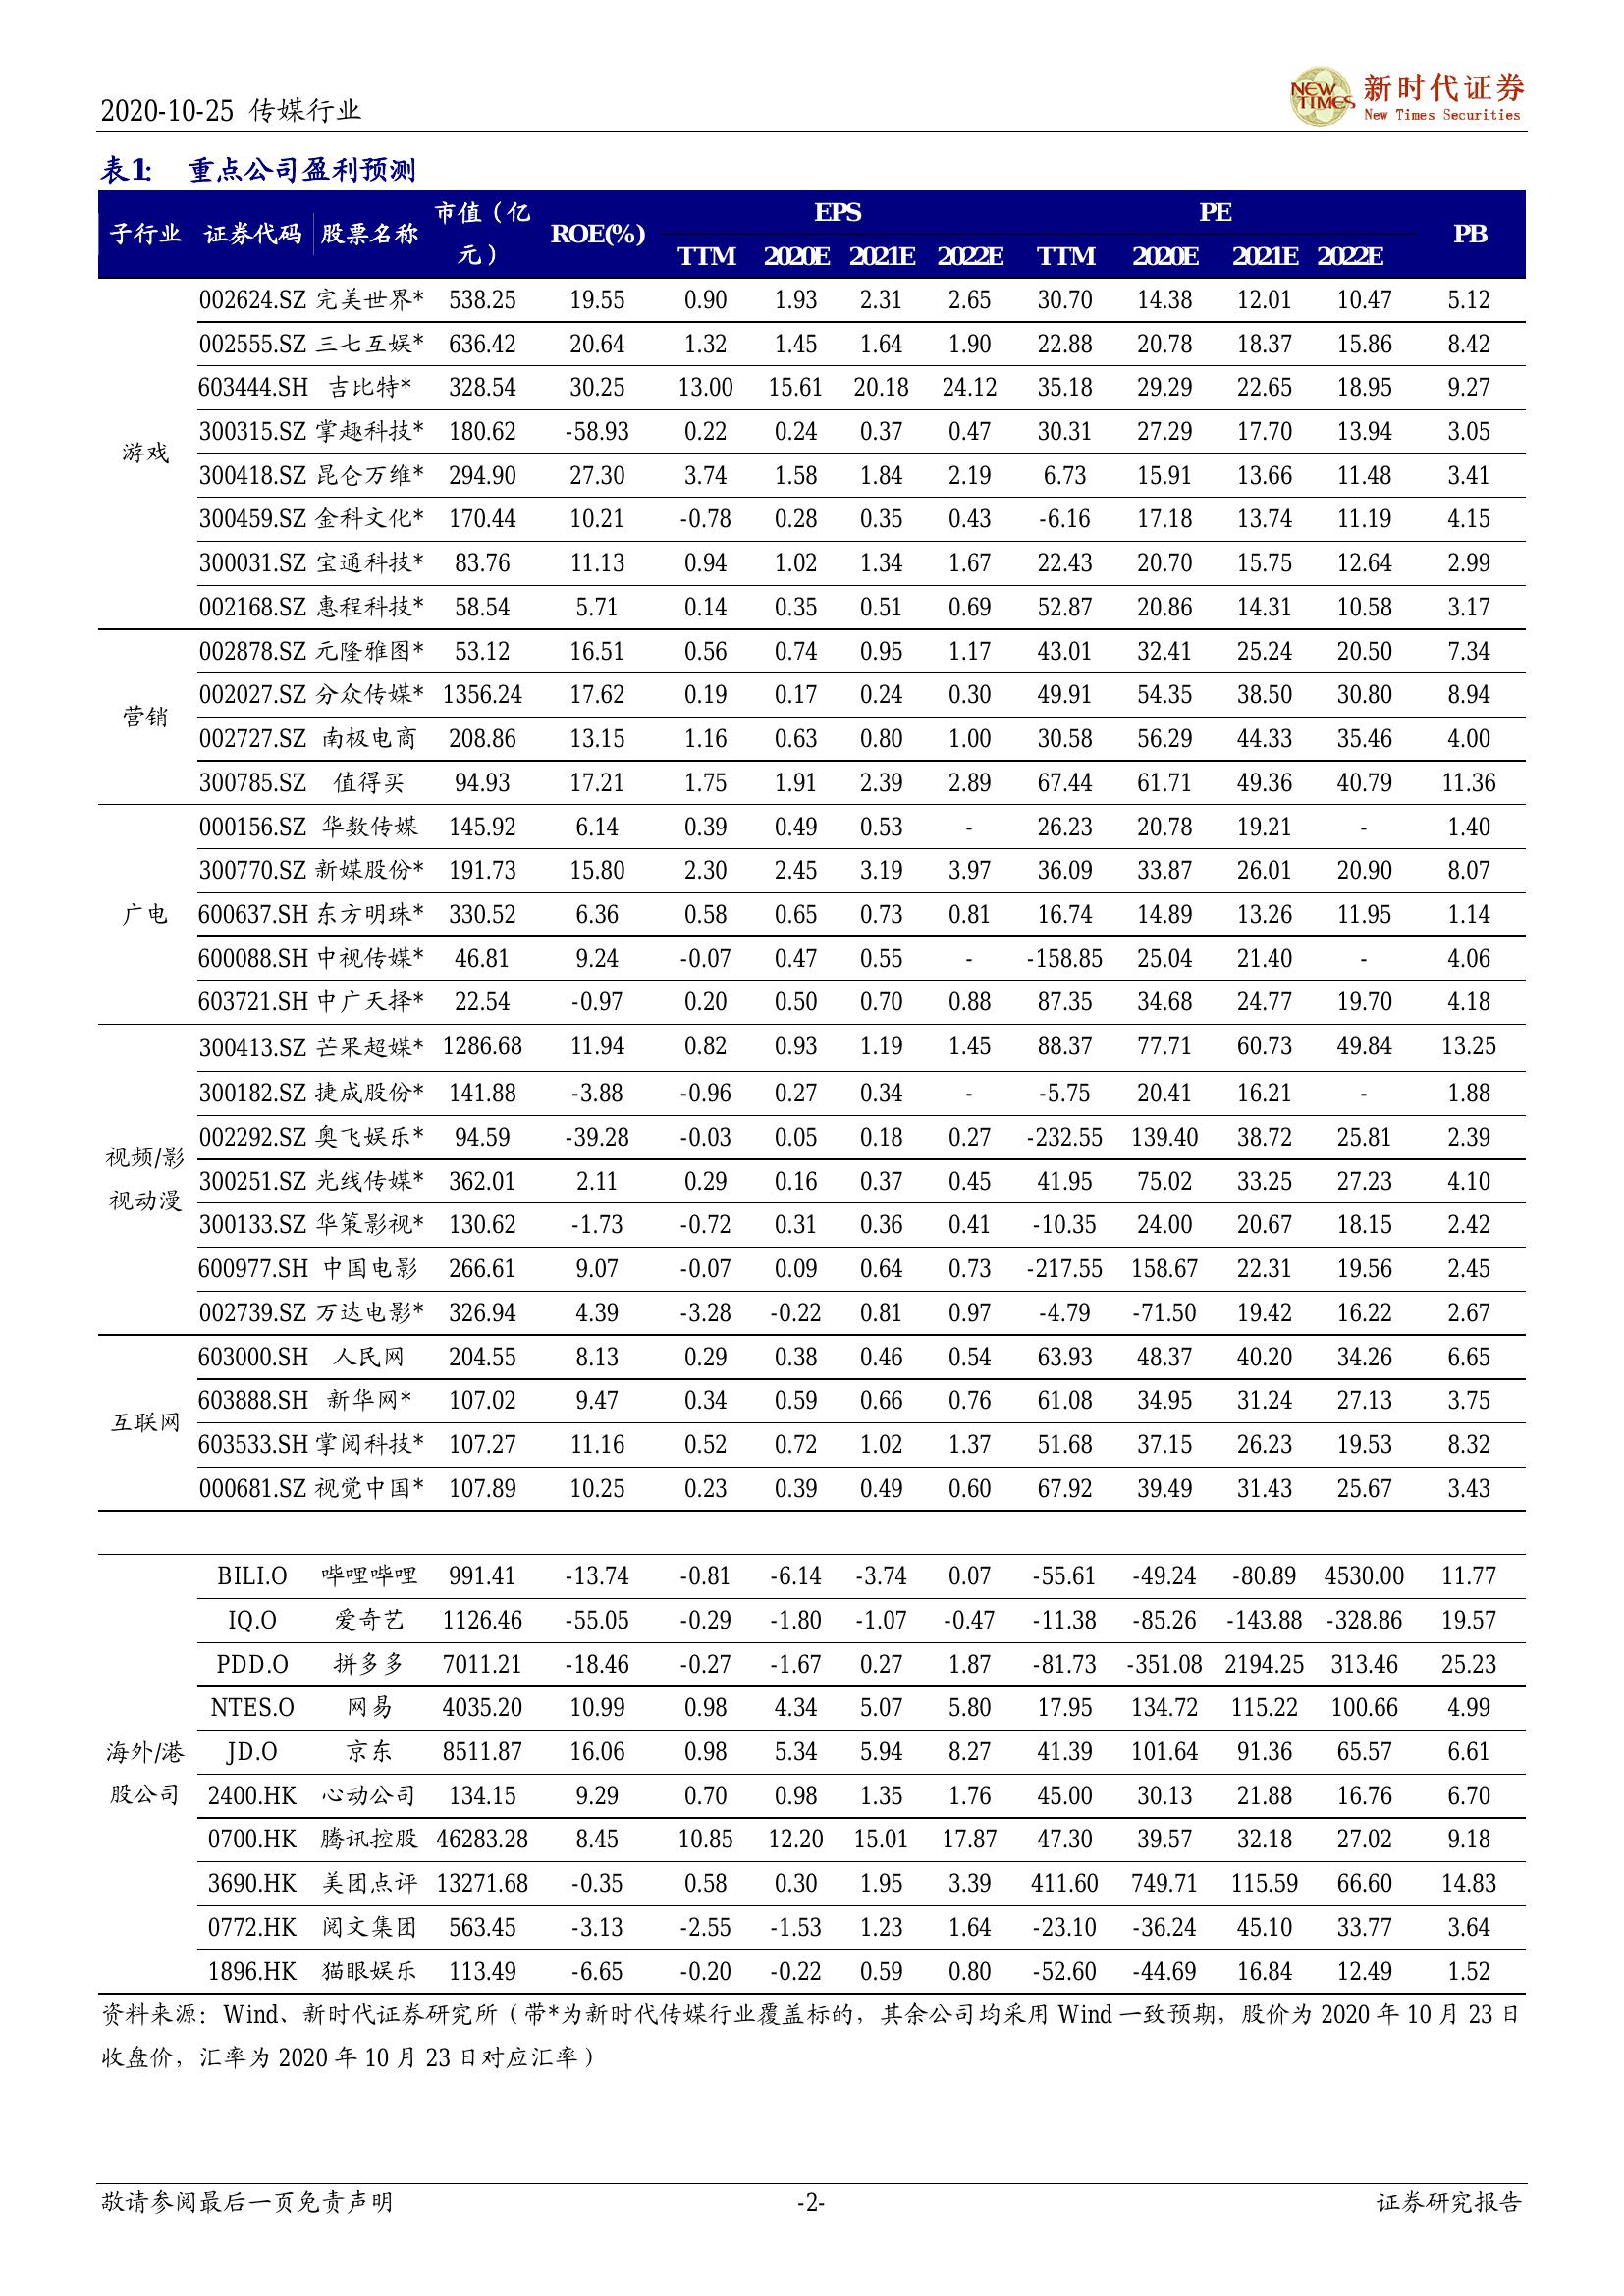 2020-10-25 传媒行业
NEW TIMES 新时代证券
New Times Securities
表1: 重点公司盈利预测
子行业 证券代码 股票名称 市值（亿元） ROE(%) EPS PE PB
TTM 2020E 2021E 2022E TTM 2020E 2021E 2022E
游戏
002624.SZ 完美世界* 538.25 19.55 0.90 1.93 2.31 2.65 30.70 14.38 12.01 10.47 5.12
002555.SZ 三七互娱* 636.42 20.64 1.32 1.45 1.64 1.90 22.88 20.78 18.37 15.86 8.42
603444.SH 吉比特* 328.54 30.25 13.00 15.61 20.18 24.12 35.18 29.29 22.65 18.95 9.27
300315.SZ 掌趣科技* 180.62 -58.93 0.22 0.24 0.37 0.47 30.31 27.29 17.70 13.94 3.05
300418.SZ 昆仑万维* 294.90 27.30 3.74 1.58 1.84 2.19 6.73 15.91 13.66 11.48 3.41
300459.SZ 金科文化* 170.44 10.21 -0.78 0.28 0.35 0.43 -6.16 17.18 13.74 11.19 4.15
300031.SZ 宝通科技* 83.76 11.13 0.94 1.02 1.34 1.67 22.43 20.70 15.75 12.64 2.99
002168.SZ 惠程科技* 58.54 5.71 0.14 0.35 0.51 0.69 52.87 20.86 14.31 10.58 3.17
营销
002878.SZ 元隆雅图* 53.12 16.51 0.56 0.74 0.95 1.17 43.01 32.41 25.24 20.50 7.34
002027.SZ 分众传媒* 1356.24 17.62 0.19 0.17 0.24 0.30 49.91 54.35 38.50 30.80 8.94
002727.SZ 南极电商 208.86 13.15 1.16 0.63 0.80 1.00 30.58 56.29 44.33 35.46 4.00
300785.SZ 值得买 94.93 17.21 1.75 1.91 2.39 2.89 67.44 61.71 49.36 40.79 11.36
广电
000156.SZ 华数传媒 145.92 6.14 0.39 0.49 0.53 - 26.23 20.78 19.21 - 1.40
300770.SZ 新媒股份* 191.73 15.80 2.30 2.45 3.19 3.97 36.09 33.87 26.01 20.90 8.07
600637.SH 东方明珠* 330.52 6.36 0.58 0.65 0.73 0.81 16.74 14.89 13.26 11.95 1.14
600088.SH 中视传媒* 46.81 9.24 -0.07 0.47 0.55 - -158.85 25.04 21.40 - 4.06
603721.SH 中广天择* 22.54 -0.97 0.20 0.50 0.70 0.88 87.35 34.68 24.77 19.70 4.18
视频/影视动漫
300413.SZ 芒果超媒* 1286.68 11.94 0.82 0.93 1.19 1.45 88.37 77.71 60.73 49.84 13.25
300182.SZ 捷成股份* 141.88 -3.88 -0.96 0.27 0.34 - -5.75 20.41 16.21 - 1.88
002292.SZ 奥飞娱乐* 94.59 -39.28 -0.03 0.05 0.18 0.27 -232.55 139.40 38.72 25.81 2.39
300251.SZ 光线传媒* 362.01 2.11 0.29 0.16 0.37 0.45 41.95 75.02 33.25 27.23 4.10
300133.SZ 华策影视* 130.62 -1.73 -0.72 0.31 0.36 0.41 -10.35 24.00 20.67 18.15 2.42
600977.SH 中国电影 266.61 9.07 -0.07 0.09 0.64 0.73 -217.55 158.67 22.31 19.56 2.45
002739.SZ 万达电影* 326.94 4.39 -3.28 -0.22 0.81 0.97 -4.79 -71.50 19.42 16.22 2.67
互联网
603000.SH 人民网 204.55 8.13 0.29 0.38 0.46 0.54 63.93 48.37 40.20 34.26 6.65
603888.SH 新华网* 107.02 9.47 0.34 0.59 0.66 0.76 61.08 34.95 31.24 27.13 3.75
603533.SH 掌阅科技* 107.27 11.16 0.52 0.72 1.02 1.37 51.68 37.15 26.23 19.53 8.32
000681.SZ 视觉中国* 107.89 10.25 0.23 0.39 0.49 0.60 67.92 39.49 31.43 25.67 3.43
海外/港股公司
BILI.O 哔哩哔哩 991.41 -13.74 -0.81 -6.14 -3.74 0.07 -55.61 -49.24 -80.89 4530.00 11.77
IQ.O 爱奇艺 1126.46 -55.05 -0.29 -1.80 -1.07 -0.47 -11.38 -85.26 -143.88 -328.86 19.57
PDD.O 拼多多 7011.21 -18.46 -0.27 -1.67 0.27 1.87 -81.73 -351.08 2194.25 313.46 25.23
NTES.O 网易 4035.20 10.99 0.98 4.34 5.07 5.80 17.95 134.72 115.22 100.66 4.99
JD.O 京东 8511.87 16.06 0.98 5.34 5.94 8.27 41.39 101.64 91.36 65.57 6.61
2400.HK 心动公司 134.15 9.29 0.70 0.98 1.35 1.76 45.00 30.13 21.88 16.76 6.70
0700.HK 腾讯控股 46283.28 8.45 10.85 12.20 15.01 17.87 47.30 39.57 32.18 27.02 9.18
3690.HK 美团点评 13271.68 -0.35 0.58 0.30 1.95 3.39 411.60 749.71 115.59 66.60 14.83
0772.HK 阅文集团 563.45 -3.13 -2.55 -1.53 1.23 1.64 -23.10 -36.24 45.10 33.77 3.64
1896.HK 猫眼娱乐 113.49 -6.65 -0.20 -0.22 0.59 0.80 -52.60 -44.69 16.84 12.49 1.52
资料来源：Wind、新时代证券研究所（带*为新时代传媒行业覆盖标的，其余公司均采用 Wind 一致预期，股价为 2020 年 10 月 23 日
收盘价，汇率为 2020 年 10 月 23 日对应汇率）
敬请参阅最后一页免责声明 -2- 证券研究报告